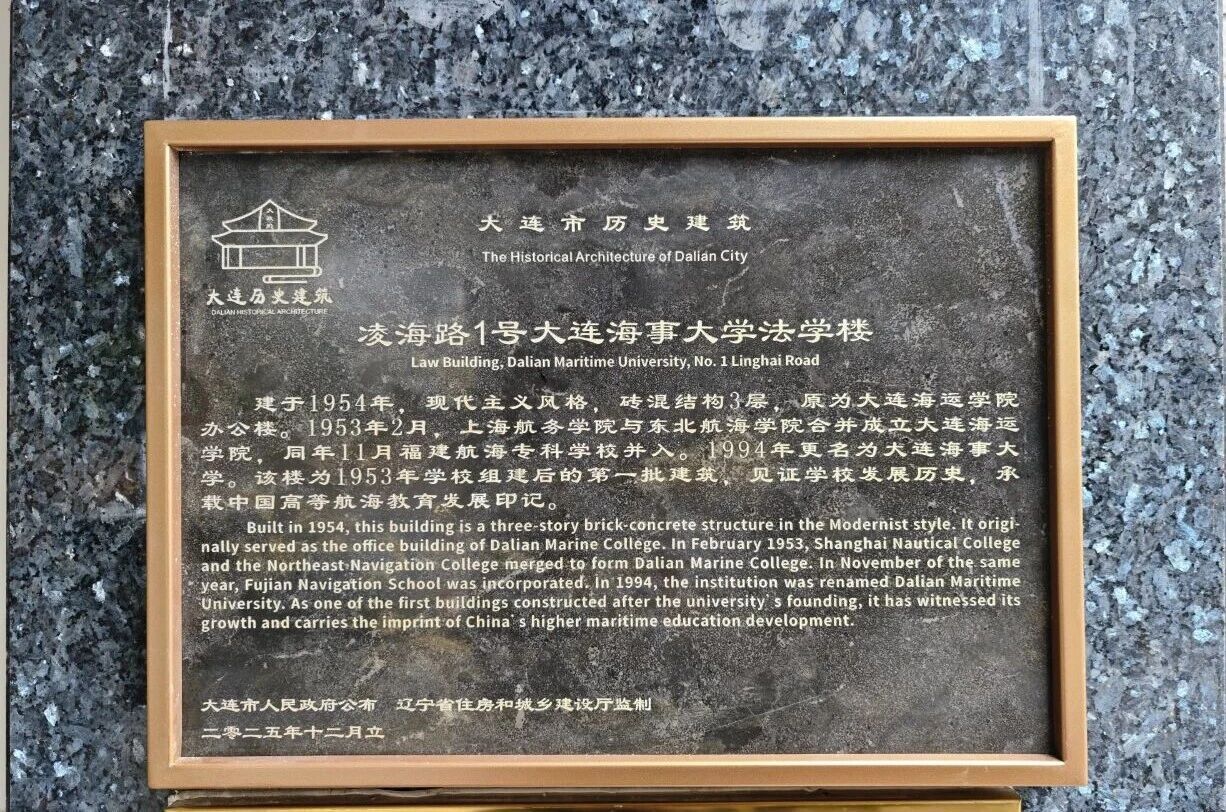 大连历史建筑
DALIAN HISTORICAL ARCHITECTURE
大连市历史建筑
The Historical Architecture of Dalian City
凌海路1号大连海事大学法学楼
Law Building, Dalian Maritime University, No. 1 Linghai Road
建于1954年，现代主义风格，砖混结构3层，原为大连海运学院
办公楼。1953年2月，上海航务学院与东北航海学院合并成立大连海运
学院，同年11月福建航海专科学校并入。1994年更名为大连海事大
学。该楼为1953年学校组建后的第一批建筑，见证学校发展历史，承
载中国高等航海教育发展印记。
Built in 1954, this building is a three-story brick-concrete structure in the Modernist style. It origi-
nally served as the office building of Dalian Marine College. In February 1953, Shanghai Nautical College
and the Northeast Navigation College merged to form Dalian Marine College. In November of the same
year, Fujian Navigation School was incorporated. In 1994, the institution was renamed Dalian Maritime
University. As one of the first buildings constructed after the university's founding, it has witnessed its
growth and carries the imprint of China's higher maritime education development.
大连市人民政府公布 辽宁省住房和城乡建设厅监制
二零二五年十二月立